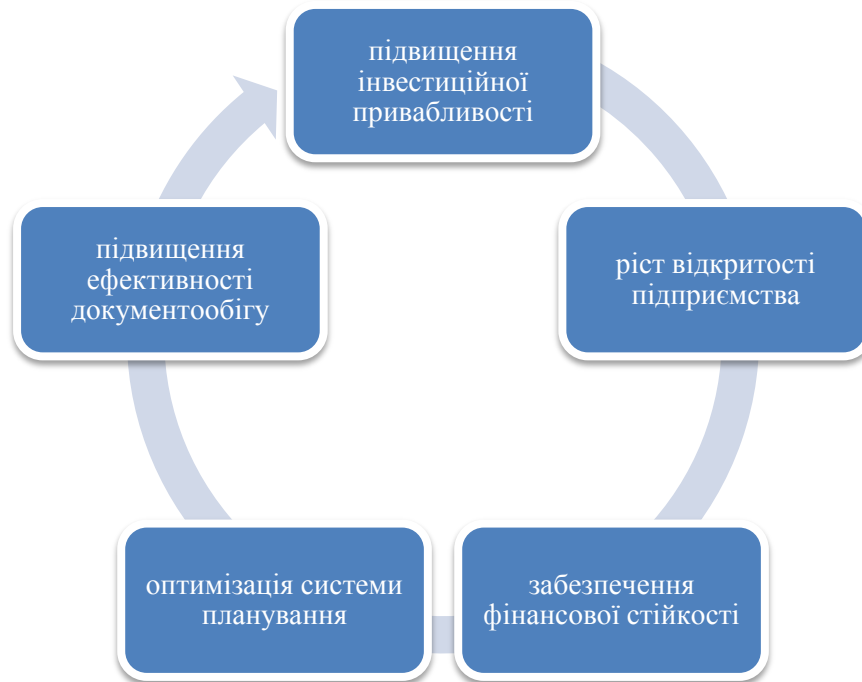 підвищення
інвестиційної
привабливості
ріст відкритості
підприємства
забезпечення
фінансової стійкості
оптимізація системи
планування
підвищення
ефективності
документообігу